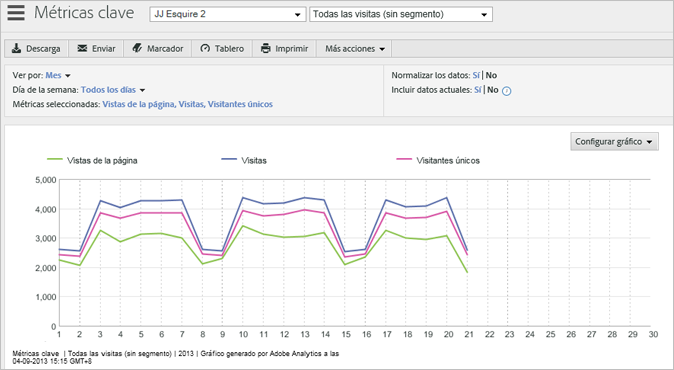 Métricas clave JJ Esquire 2 Todas las visitas (sin segmento)
Descarga Enviar Marcador Tablero Imprimir Más acciones
Ver por: Mes
Día de la semana: Todos los días
Métricas seleccionadas: Vistas de la página, Visitas, Visitantes únicos
Normalizar los datos: Sí | No
Incluir datos actuales: Sí | No
Configurar gráfico
Vistas de la página Visitas Visitantes únicos
5,000
4,000
3,000
2,000
1,000
0
1 2 3 4 5 6 7 8 9 10 11 12 13 14 15 16 17 18 19 20 21 22 23 24 25 26 27 28 29 30
Métricas clave | Todas las visitas (sin segmento) | 2013 | Gráfico generado por Adobe Analytics a las
04-09-2013 15:15 GMT+8